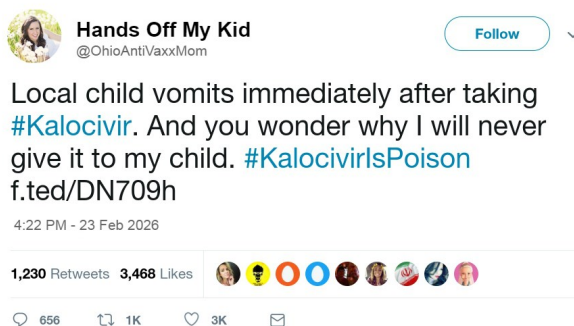 Hands Off My Kid
@OhioAntiVaxxMom
Follow
Local child vomits immediately after taking
#Kalocivir. And you wonder why I will never
give it to my child. #KalocivirIsPoison
f.ted/DN709h
4:22 PM - 23 Feb 2026
1,230 Retweets 3,468 Likes
656 1K 3K